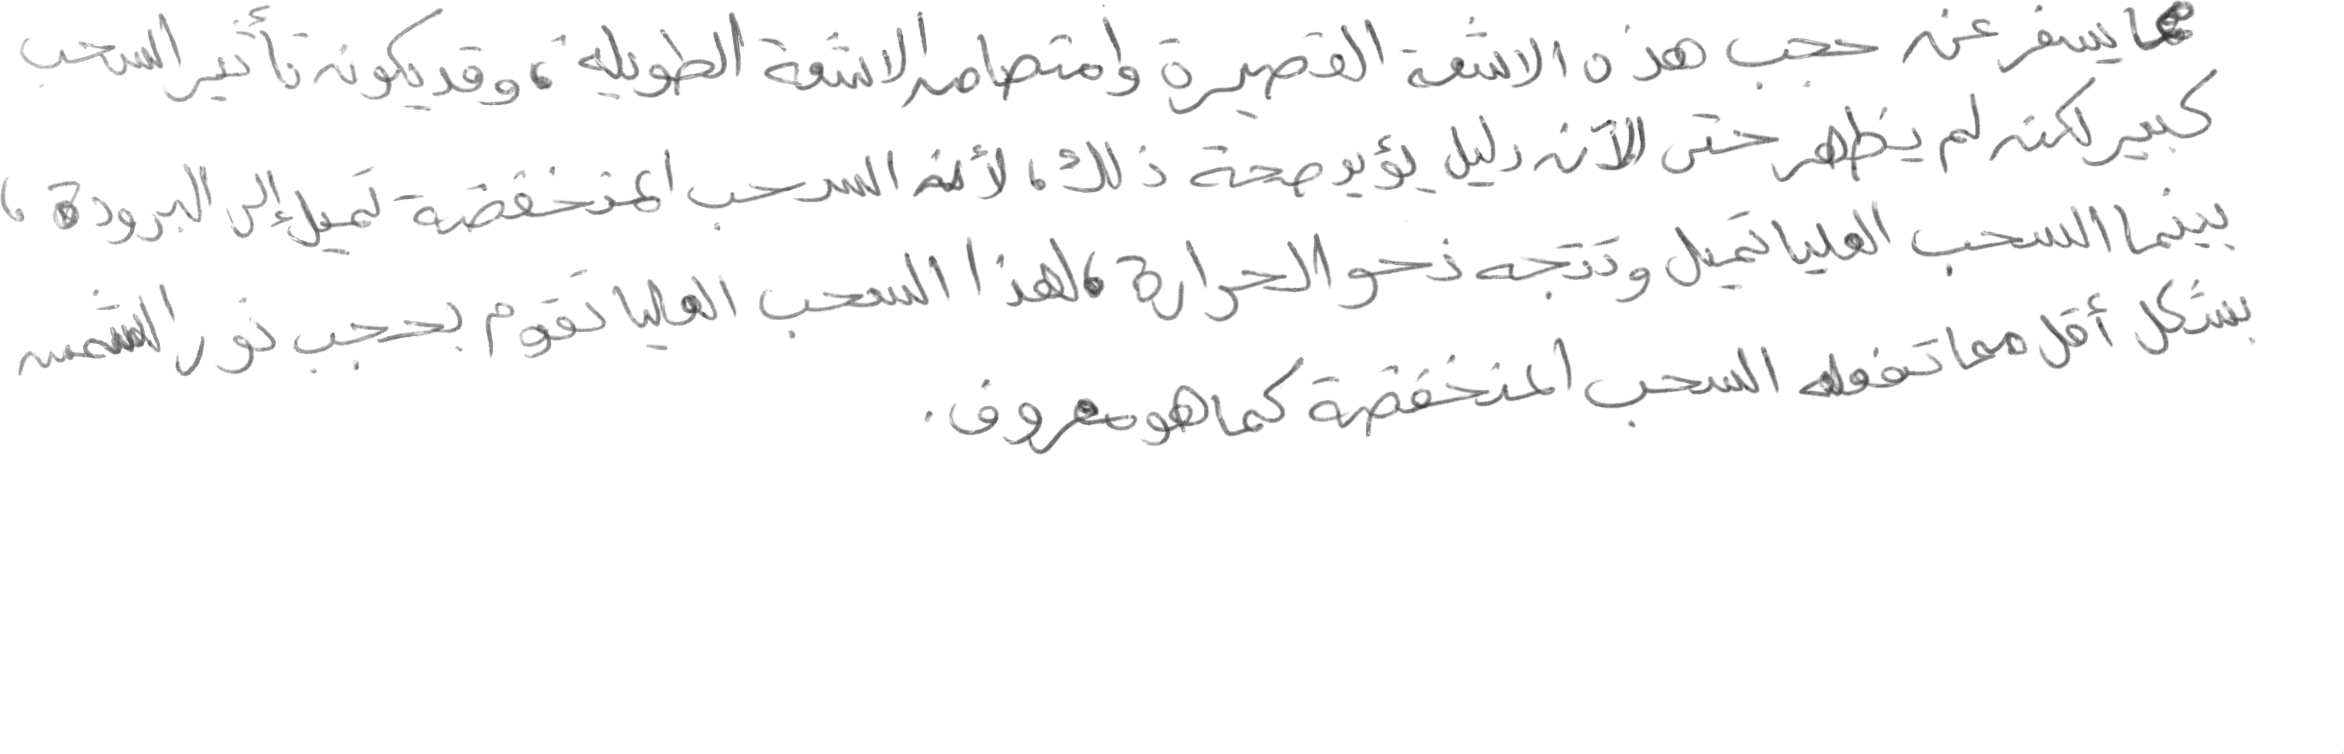 مما يسفر عن حجب هذه الاشعة القصيرة وامتصاص الاشعة الطويلة ، وقد يكون تأثير السحب
كبير لكن لم يظهر حتى الآن دليل يؤيد صحة ذلك ، لأن السحب المنخفضة تميل إلى البرودة ،
بينما السحب العليا تميل وتتجه نحو الحرارة ، لهذا السحب العليا تقوم بحجب نور الشمس
بشكل أقل مما تفعله السحب المنخفضة كما هو معروف .